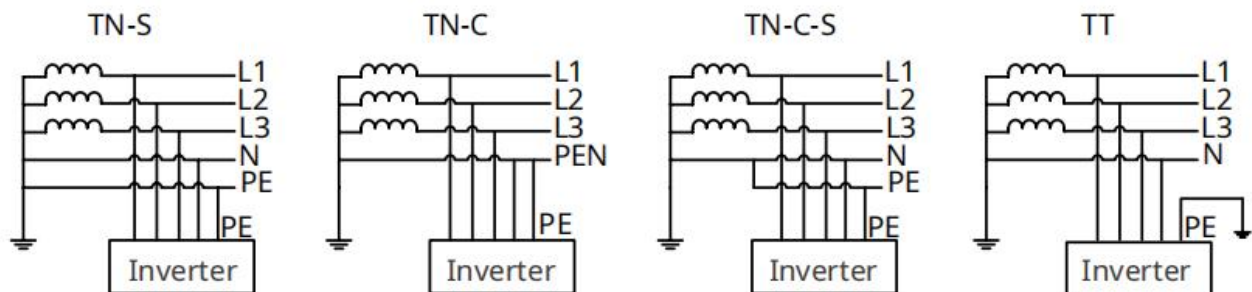 TN-S TN-C TN-C-S TT
L1 L1 L1 L1
L2 L2 L2 L2
L3 L3 L3 L3
N PEN N N
PE PE
PE PE PE PE
Inverter Inverter Inverter Inverter